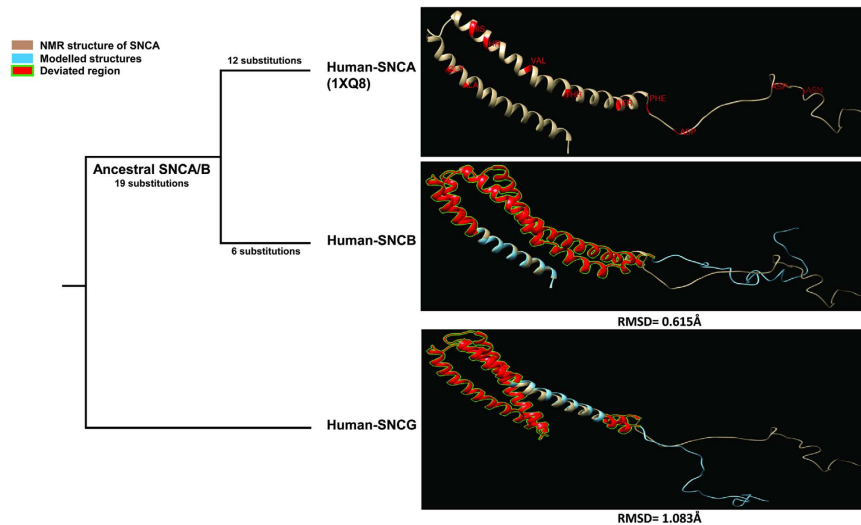 NMR structure of SNCA
Modelled structures
Deviated region
12 substitutions
Human-SNCA
(1XQ8)
VAL
PHE
ASN
Ancestral SNCA/B
19 substitutions
6 substitutions
Human-SNCB
RMSD= 0.615Å
Human-SNCG
RMSD= 1.083Å